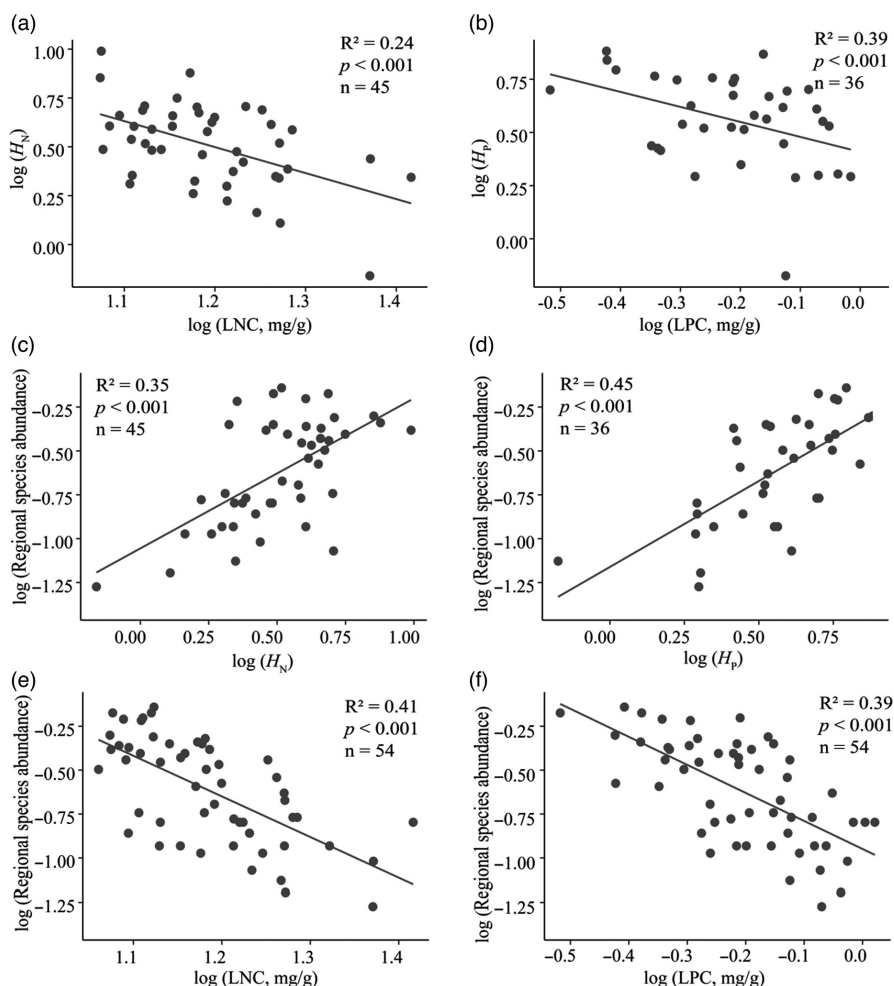 (a)
R² = 0.24
p < 0.001
n = 45
log (H_N)
1.00
0.75
0.50
0.25
0.00
1.1 1.2 1.3 1.4
log (LNC, mg/g)
(b)
R² = 0.39
p < 0.001
n = 36
log (H_P)
0.75
0.50
0.25
0.00
-0.5 -0.4 -0.3 -0.2 -0.1 0.0
log (LPC, mg/g)
(c)
R² = 0.35
p < 0.001
n = 45
log (Regional species abundance)
−0.25
−0.50
−0.75
−1.00
−1.25
0.00 0.25 0.50 0.75 1.00
log (H_N)
(d)
R² = 0.45
p < 0.001
n = 36
log (Regional species abundance)
−0.25
−0.50
−0.75
−1.00
−1.25
0.00 0.25 0.50 0.75
log (H_P)
(e)
R² = 0.41
p < 0.001
n = 54
log (Regional species abundance)
−0.25
−0.50
−0.75
−1.00
−1.25
1.1 1.2 1.3 1.4
log (LNC, mg/g)
(f)
R² = 0.39
p < 0.001
n = 54
log (Regional species abundance)
−0.25
−0.50
−0.75
−1.00
−1.25
−0.5 −0.4 −0.3 −0.2 −0.1 0.0
log (LPC, mg/g)